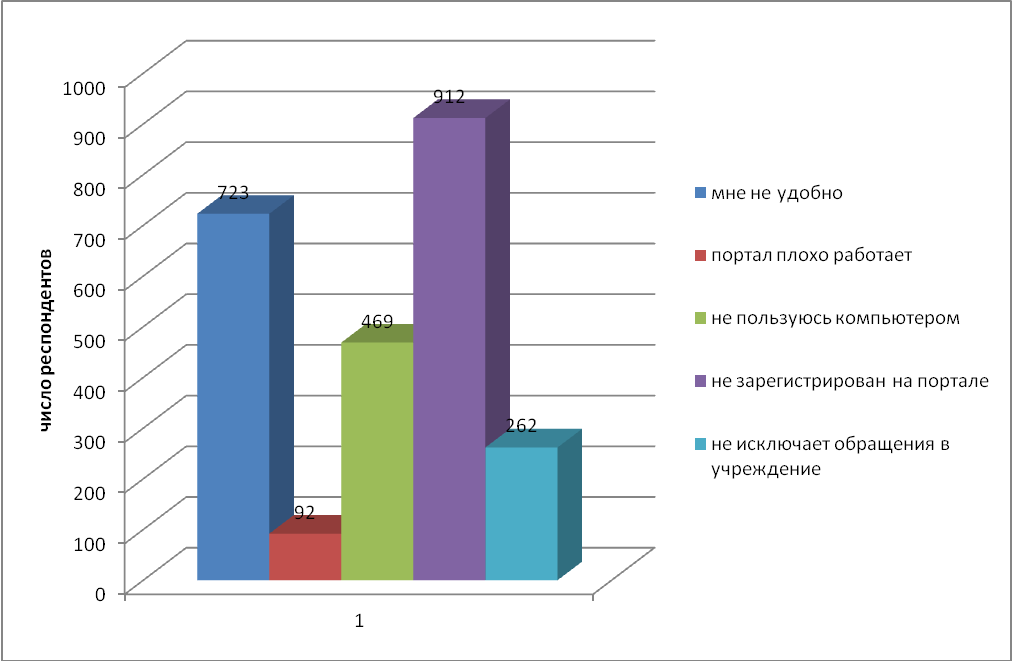 число респондентов
1000
900
800
700
600
500
400
300
200
100
0
723
92
469
912
262
1
мне не удобно
портал плохо работает
не пользуюсь компьютером
не зарегистрирован на портале
не исключает обращения в
учреждение